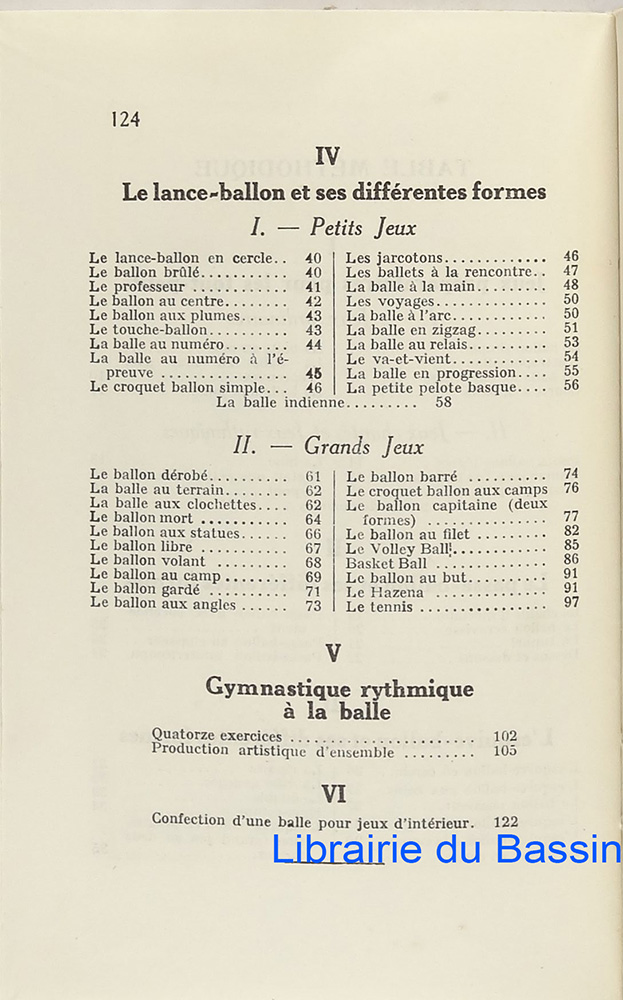 124
IV
Le lance-ballon et ses différentes formes
I. — Petits Jeux
Le lance-ballon en cercle.. 40
Le ballon brûlé........... 40
Le professeur ............ 41
Le ballon au centre........ 42
Le ballon aux plumes...... 43
Le touche-ballon.......... 43
La balle au numéro........ 44
La balle au numéro à l'é-
preuve ................ 45
Le croquet ballon simple... 46
Les jarcotons............. 46
Les ballets à la rencontre.. 47
La balle à la main......... 48
Les voyages.............. 50
La balle à l'arc............ 50
La balle en zigzag......... 51
La balle au relais.......... 53
Le va-et-vient............ 54
La balle en progression.... 55
La petite pelote basque.... 56
La balle indienne......... 58
II. — Grands Jeux
Le ballon dérobé.......... 61
La balle au terrain........ 62
La balle aux clochettes.... 62
Le ballon mort ........... 64
Le ballon aux statues...... 66
Le ballon libre ........... 67
Le ballon volant ......... 68
Le ballon au camp ........ 69
Le ballon gardé .......... 71
Le ballon aux angles ...... 73
Le ballon barré .......... 74
Le croquet ballon aux camps 76
Le ballon capitaine (deux
formes) ............... 77
Le ballon au filet ......... 82
Le Volley Ball!............ 85
Basket Ball .............. 86
Le ballon au but.......... 91
Le Hazena .............. 91
Le tennis ................ 97
V
Gymnastique rythmique
à la balle
Quatorze exercices ........................ 102
Production artistique d'ensemble ......... 105
VI
Confection d'une balle pour jeux d'intérieur. 122
Librairie du Bassin